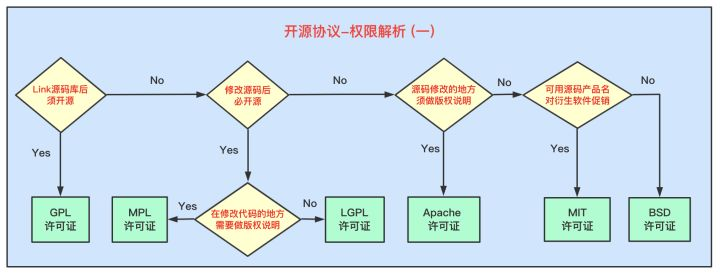 开源协议-权限解析 (一)
Link源码库后
须开源
No
修改源码后
必开源
No
源码修改的地方
须做版权说明
No
可用源码产品名
对衍生软件促销
No
Yes
Yes
Yes
Yes
GPL
许可证
MPL
许可证
Yes
在修改代码的地方
需要做版权说明
No
LGPL
许可证
Apache
许可证
MIT
许可证
BSD
许可证